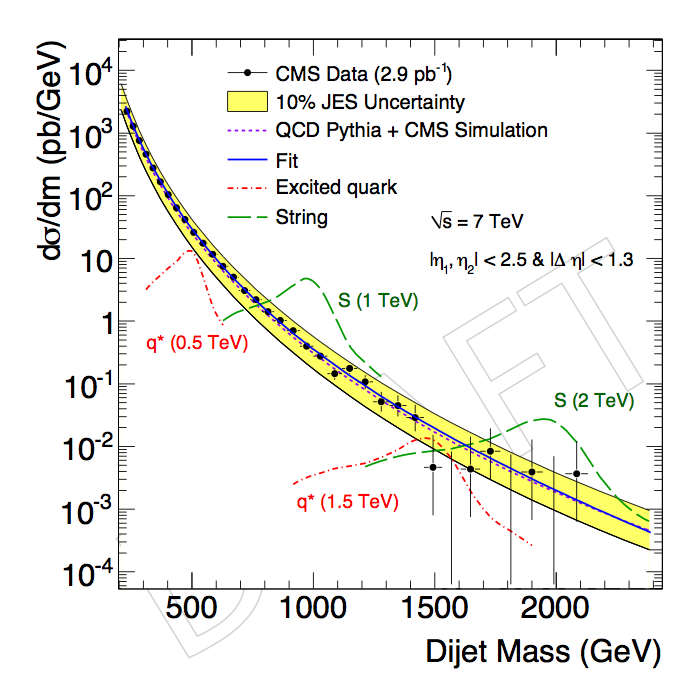 dσ/dm (pb/GeV)
10⁴
10³
10²
10
1
10⁻¹
10⁻²
10⁻³
10⁻⁴
CMS Data (2.9 pb⁻¹)
10% JES Uncertainty
QCD Pythia + CMS Simulation
Fit
Excited quark
String
√s = 7 TeV
|η₁, η₂| < 2.5 & |Δ η| < 1.3
S (1 TeV)
q* (0.5 TeV)
S (2 TeV)
q* (1.5 TeV)
500 1000 1500 2000
Dijet Mass (GeV)